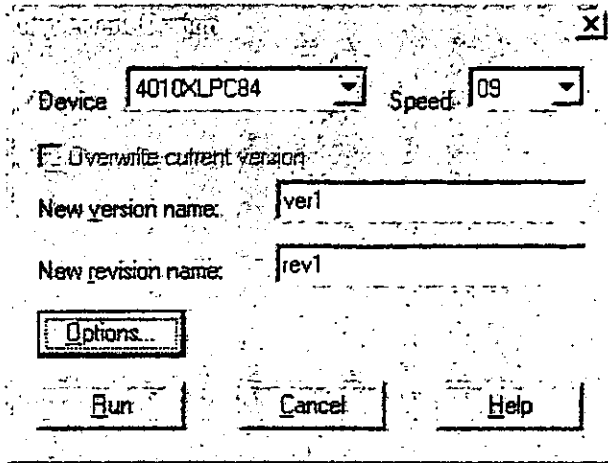 Device 4010XLPC84 Speed 09
Overwrite current version
New version name: ver1
New revision name: rev1
Options...
Run Cancel Help